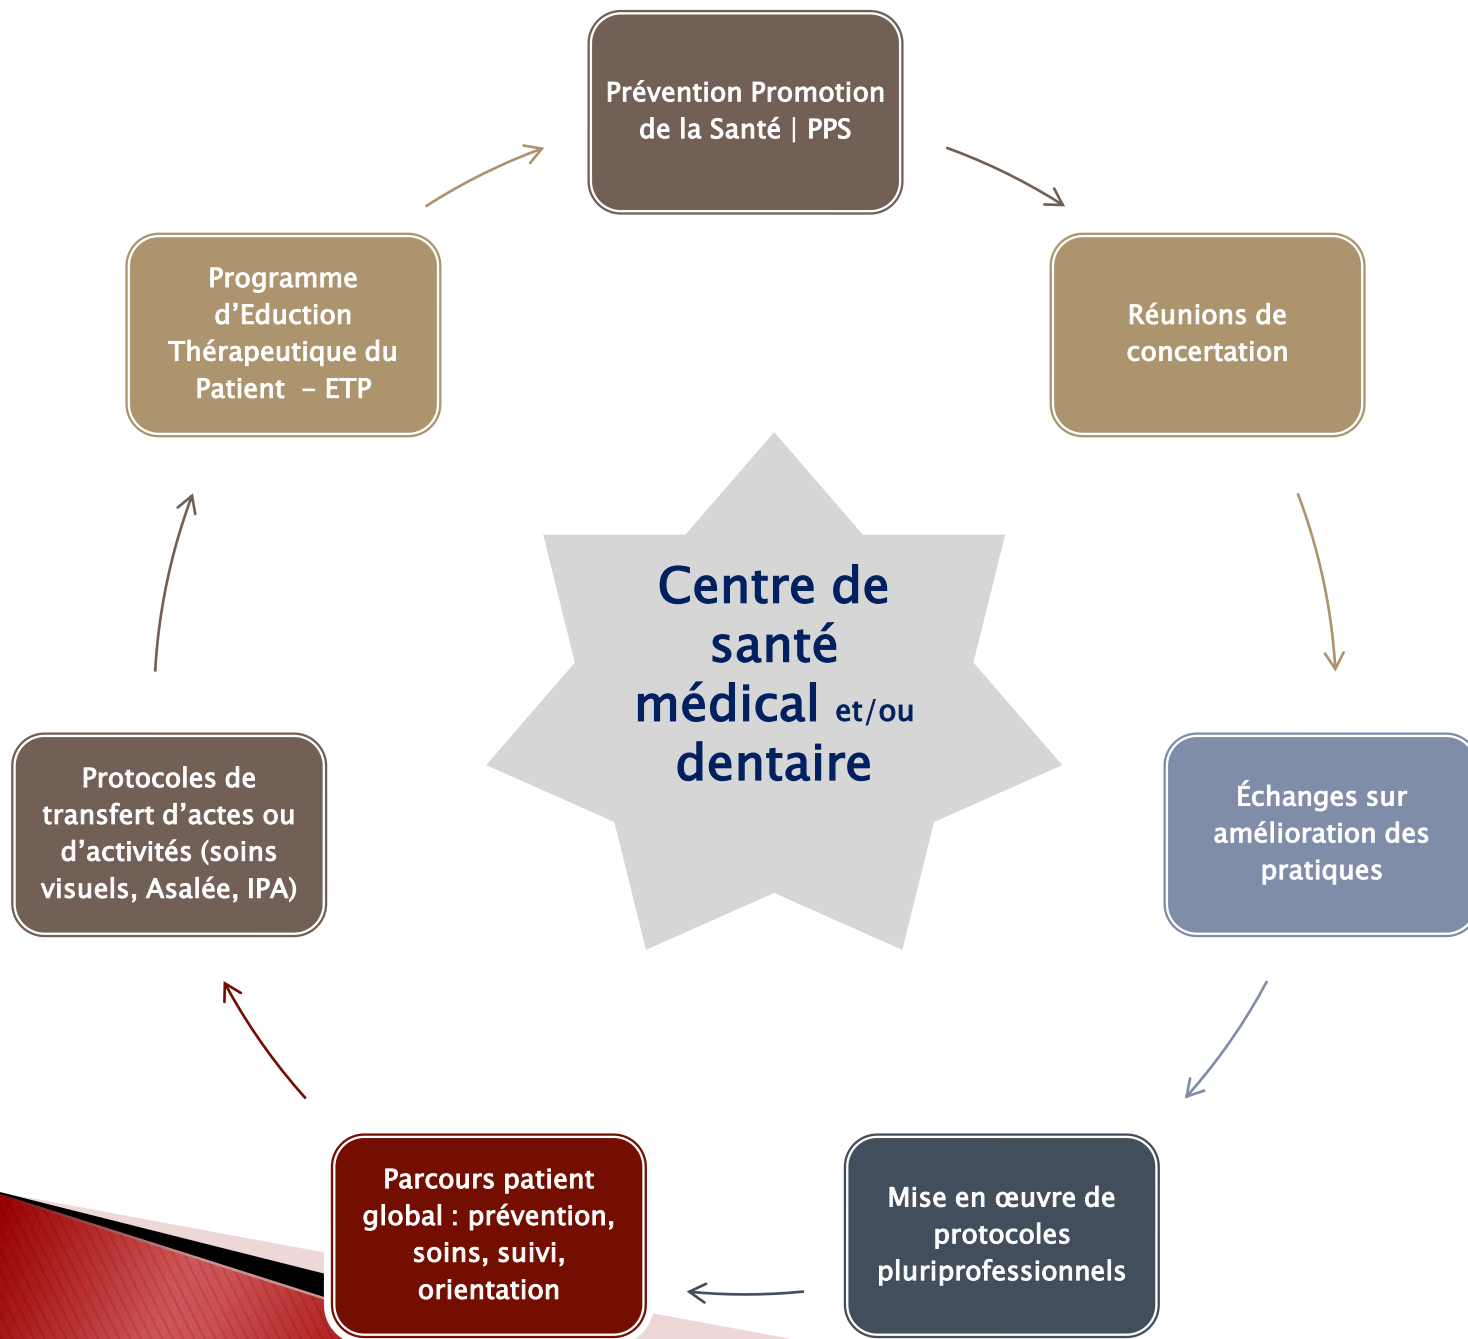 Prévention Promotion
de la Santé | PPS
Réunions de
concertation
Échanges sur
amélioration des
pratiques
Mise en œuvre de
protocoles
pluriprofessionnels
Parcours patient
global : prévention,
soins, suivi,
orientation
Protocoles de
transfert d’actes ou
d’activités (soins
visuels, Asalée, IPA)
Programme
d’Eduction
Thérapeutique du
Patient – ETP
Centre de
santé
médical et/ou
dentaire